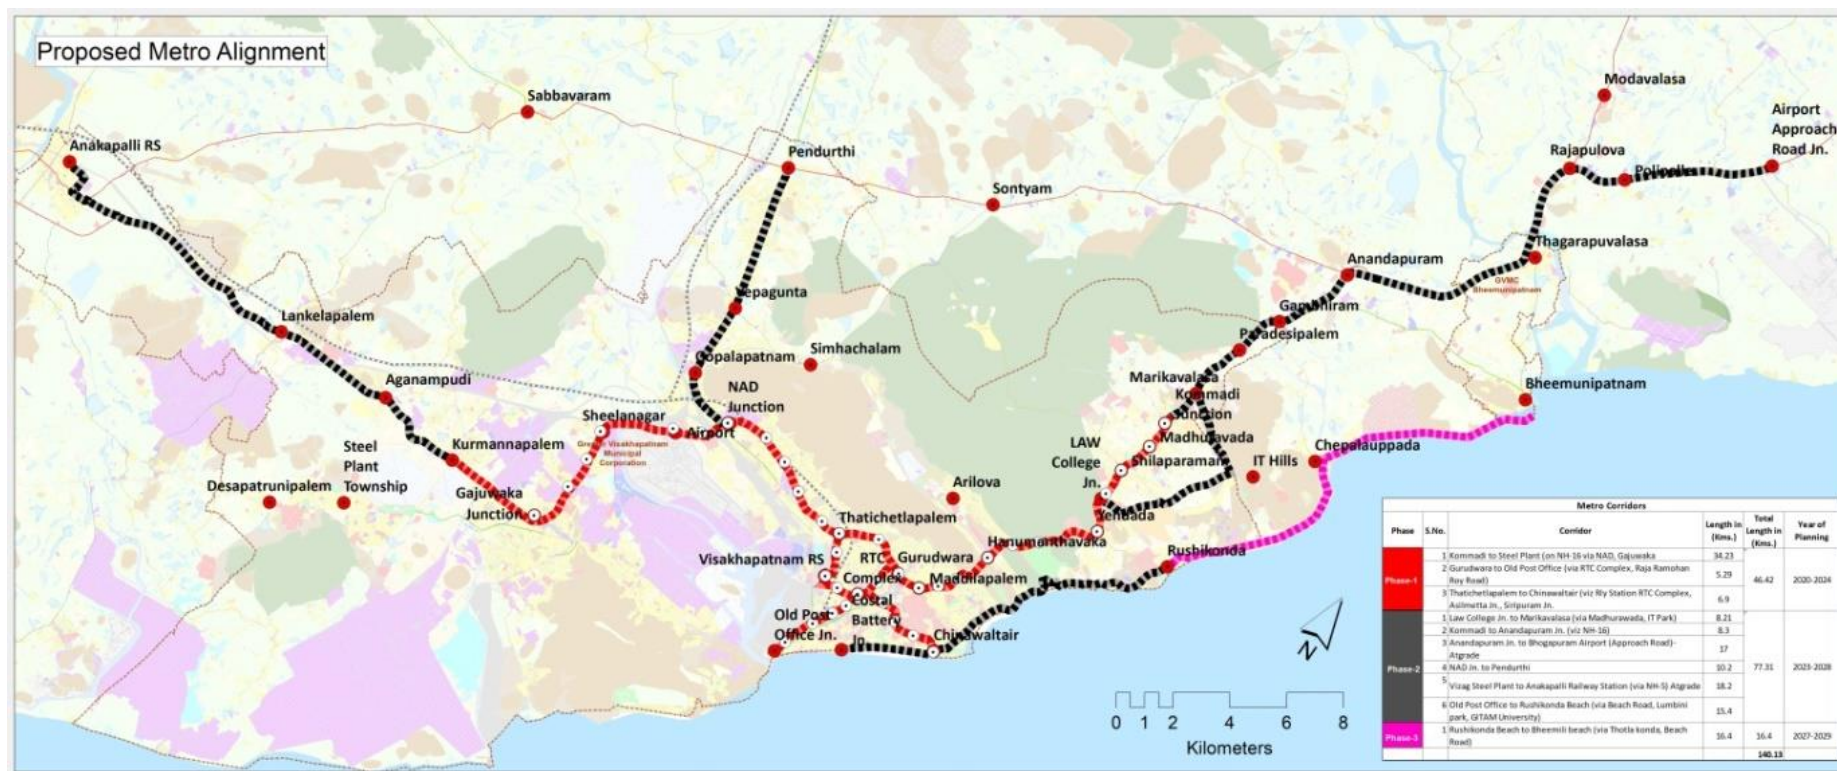 Proposed Metro Alignment
Anakapalli RS
Sabbavaram
Pendurthi
Sontyam
Modavalasa
Airport
Approach
Road Jn.
Rajapulova
Polipalle
Thagarapuvalasa
Anandapuram
GVMC
Bheemunipatnam
Gambhiram
Paradesipalem
Lankelapalem
Vepagunta
Gopalapatnam
Simhachalam
Aganampudi
NAD
Junction
Marikavalasa
Kommadi
Junction
Bheemunipatnam
Sheelanagar
Airport
Greater Visakhapatnam
Municipal
Corporation
Kurmannapalem
Steel
Plant
Township
Desapatrunipalem
Gajuwaka
Junction
LAW
College
Jn.
Madhuravada
Shilaparamam
IT Hills
Chepalauppada
Arilova
Yendada
Thatichetlapalem
Hanumanthavaka
Rushikonda
Visakhapatnam RS
RTC
Complex
Gurudwara
Maddilapalem
Old Post
Office Jn.
Costal
Battery
Jn.
Chinawaltair
N
0 1 2 4 6 8
Kilometers
Metro Corridors
Phase S.No. Corridor Length in (Kms.) Total Length in (Kms.) Year of Planning
Phase-1 46.42 2020-2024
1 Kommadi to Steel Plant (on NH-16 via NAD, Gajuwaka 34.23
2 Gurudwara to Old Post Office (via RTC Complex, Raja Ramohan
Roy Road) 5.29
3 Thatichetlapalem to Chinawaltair (viz Rly Station RTC Complex,
Asilmetta Jn., Siripuram Jn. 6.9
Phase-2 77.31 2023-2028
1 Law College Jn. to Marikavalasa (via Madhurawada, IT Park) 8.21
2 Kommadi to Anandapuram Jn. (viz NH-16) 8.3
3 Anandapuram Jn. to Bhogapuram Airport (Approach Road)-
Atgrade 17
4 NAD Jn. to Pendurthi 10.2
5 Vizag Steel Plant to Anakapalli Railway Station (via NH-5) Atgrade 18.2
6 Old Post Office to Rushikonda Beach (via Beach Road, Lumbini
park, GITAM University) 15.4
Phase-3 16.4 2027-2029
1 Rushikonda Beach to Bheemili beach (via Thotla konda, Beach
Road) 16.4
140.13